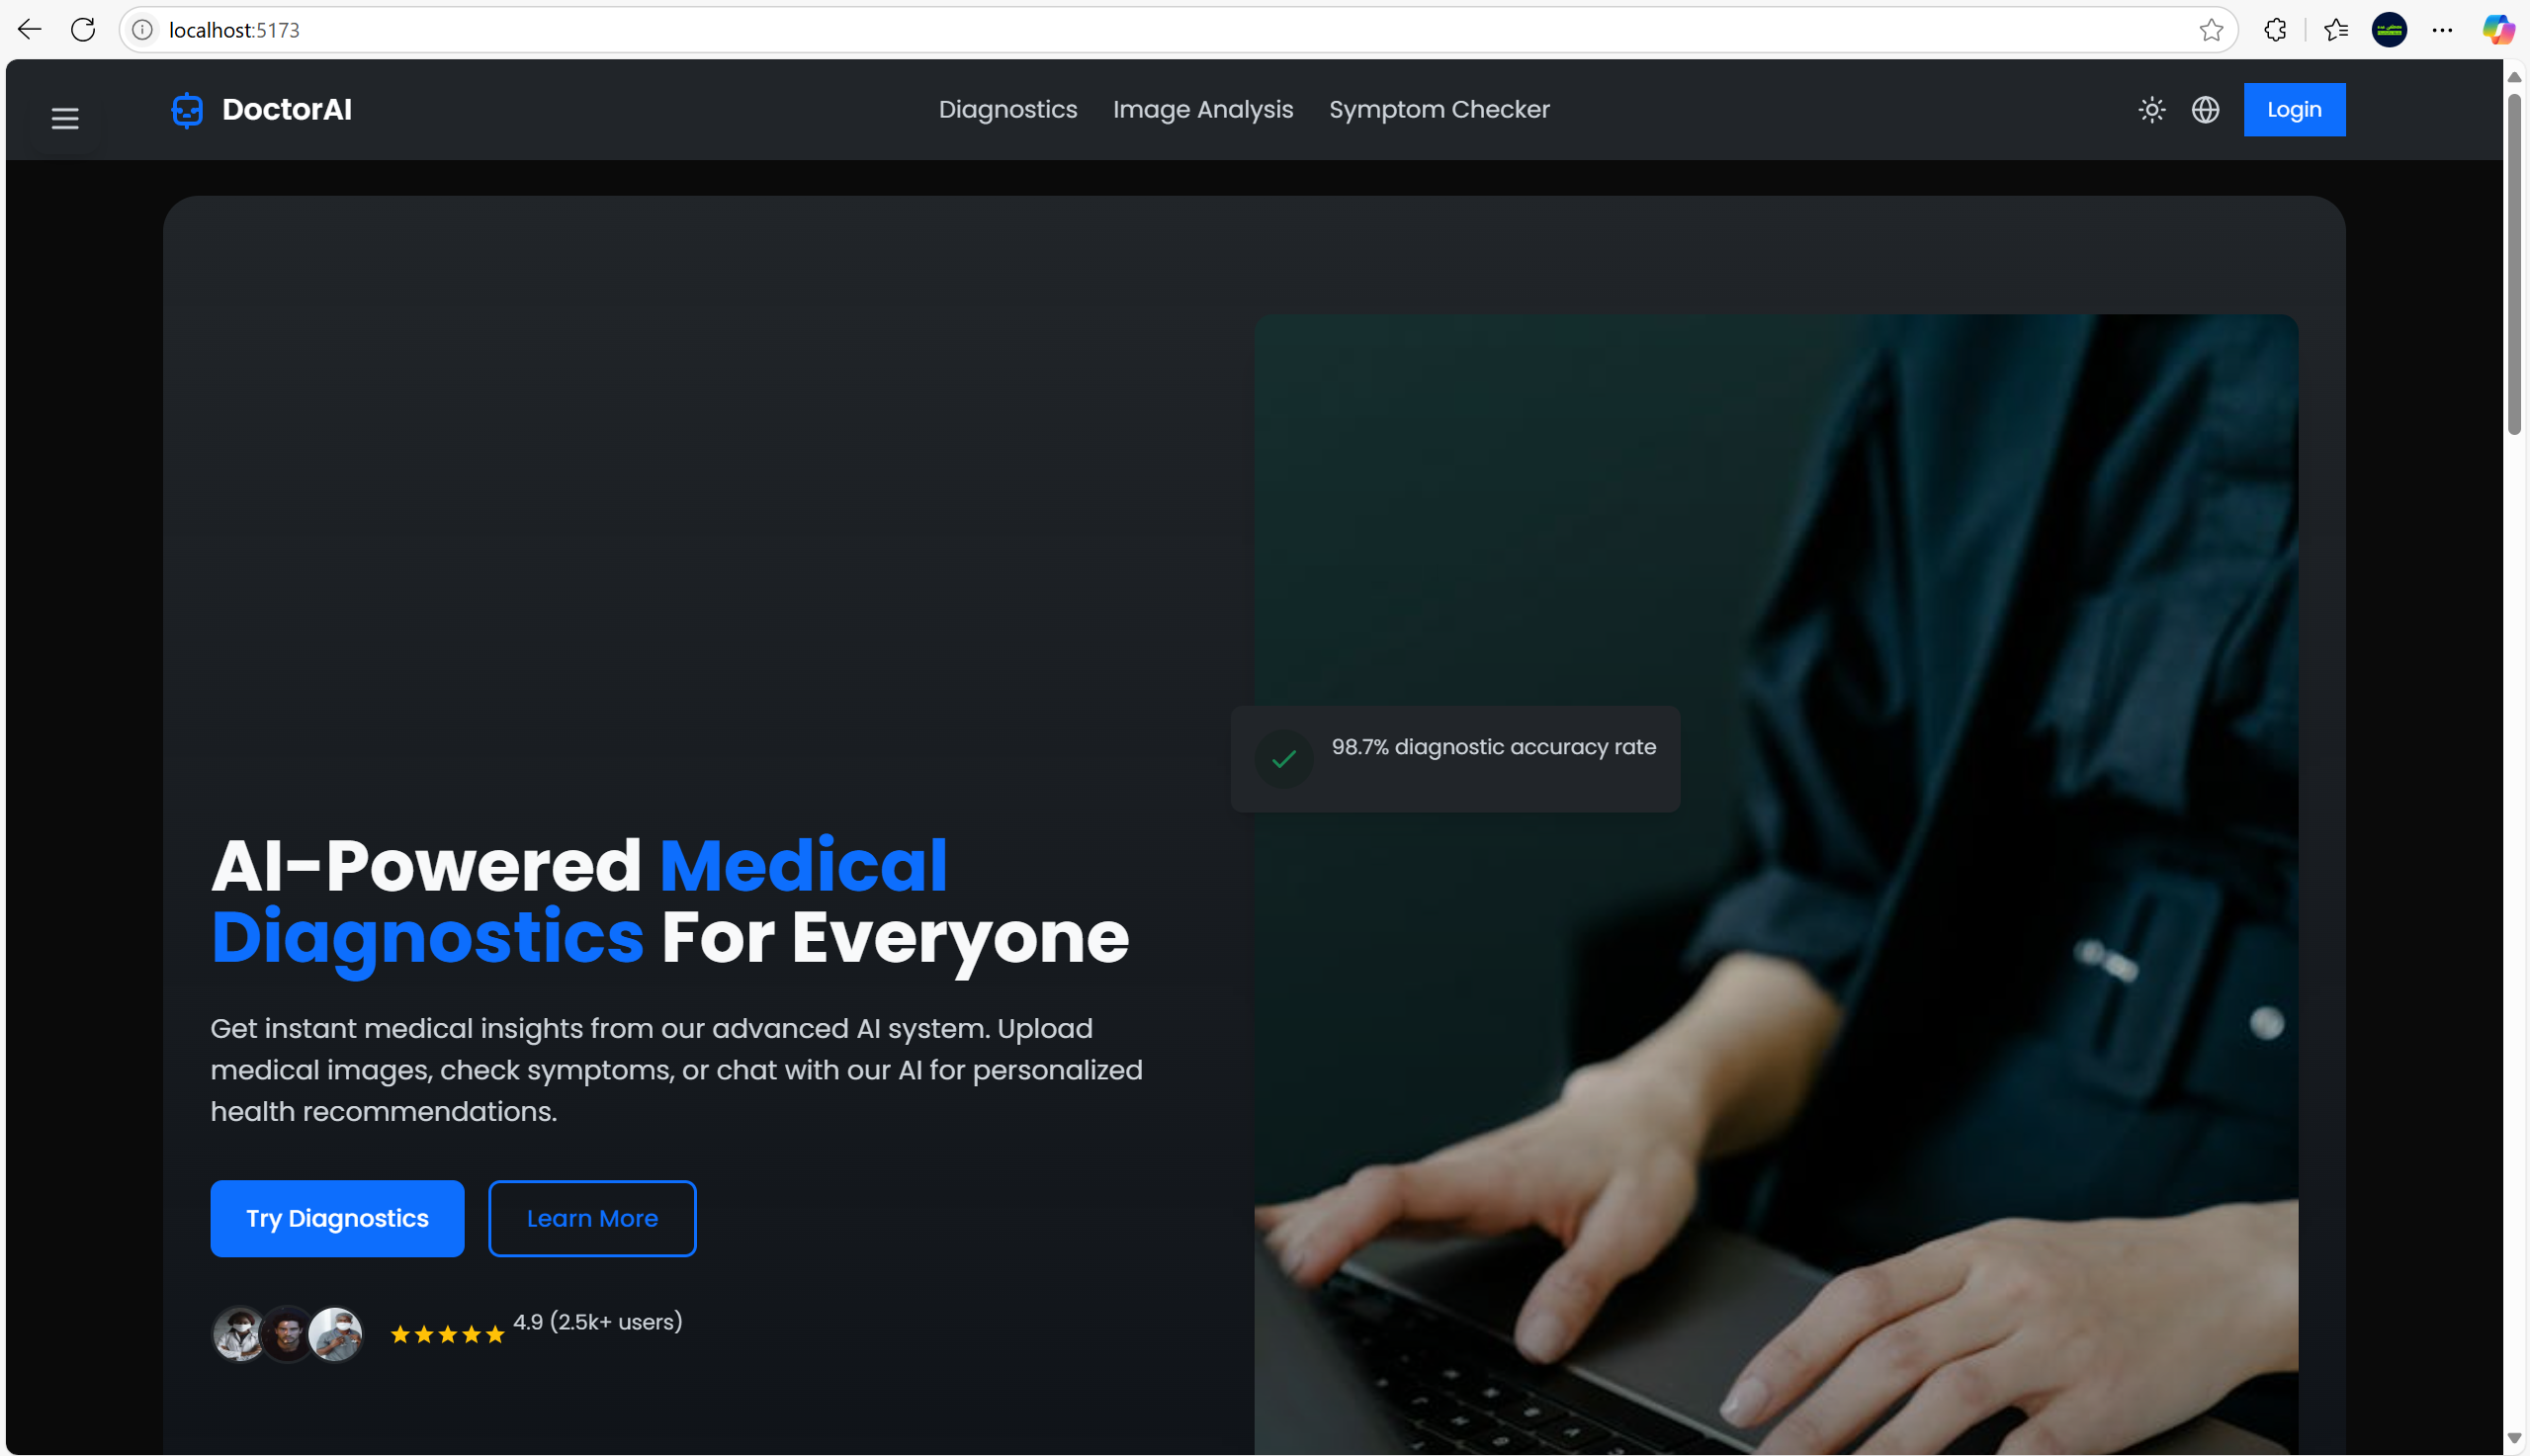 localhost:5173
DoctorAI
Diagnostics Image Analysis Symptom Checker
Login
98.7% diagnostic accuracy rate
AI-Powered Medical
Diagnostics For Everyone
Get instant medical insights from our advanced AI system. Upload
medical images, check symptoms, or chat with our AI for personalized
health recommendations.
Try Diagnostics
Learn More
4.9 (2.5k+ users)